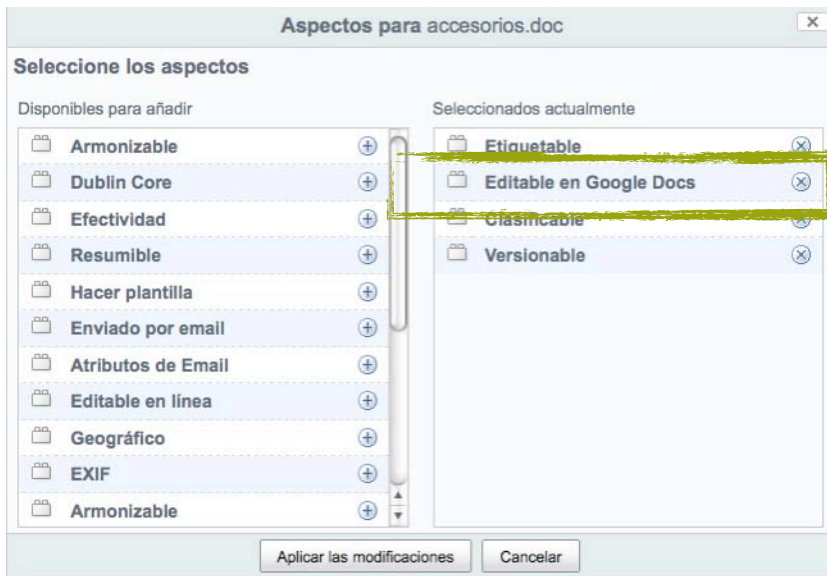 Aspectos para accesorios.doc
Seleccione los aspectos
Disponibles para añadir
Armonizable
Dublin Core
Efectividad
Resumible
Hacer plantilla
Enviado por email
Atributos de Email
Editable en línea
Geográfico
EXIF
Armonizable
Seleccionados actualmente
Etiquetable
Editable en Google Docs
Clasificable
Versionable
Aplicar las modificaciones
Cancelar